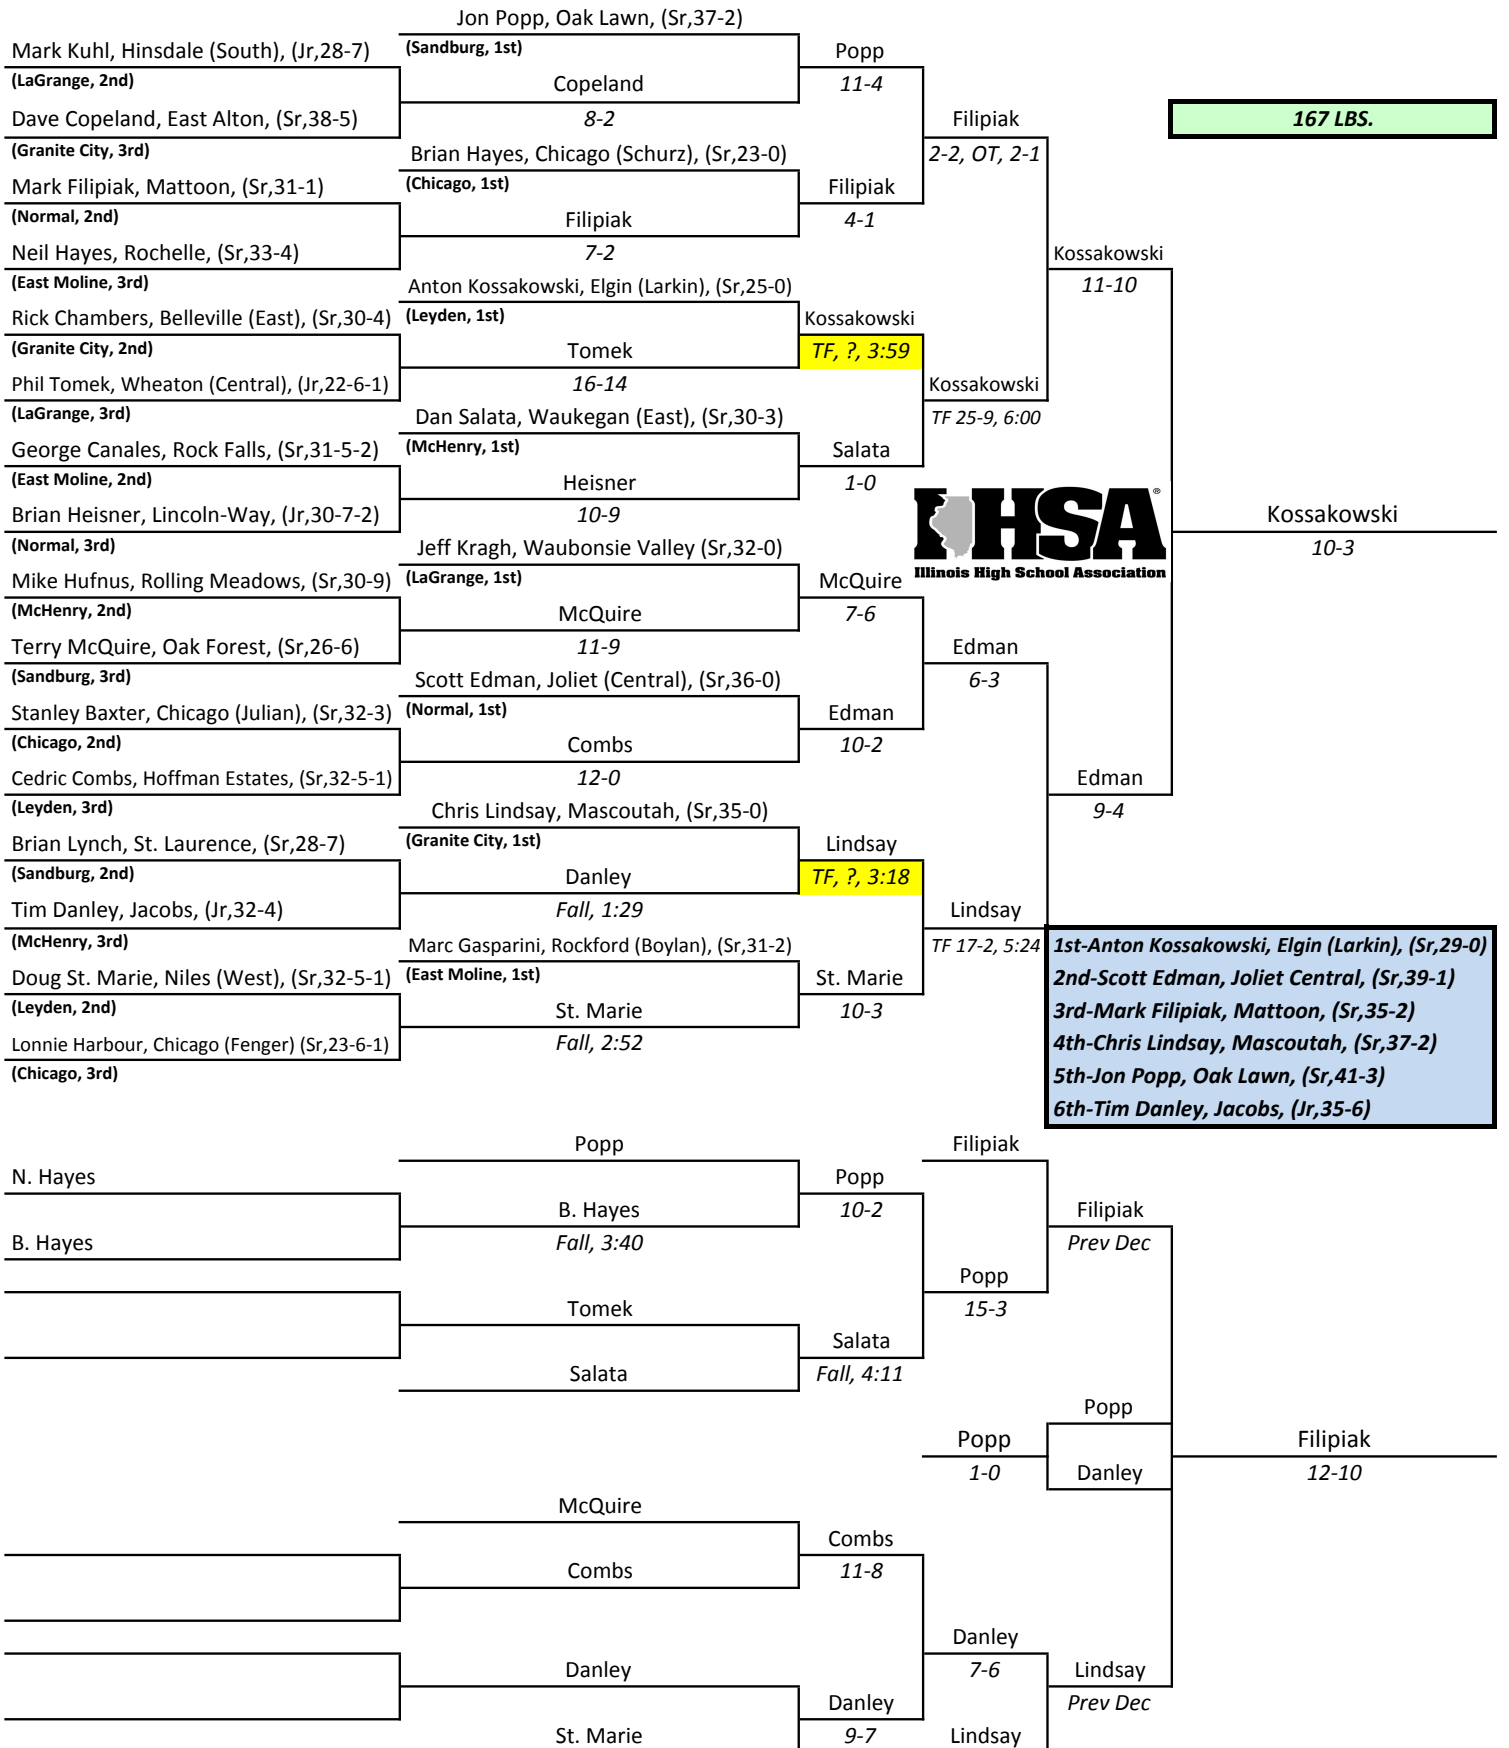 Jon Popp, Oak Lawn, (Sr,37-2)
Mark Kuhl, Hinsdale (South), (Jr,28-7)
(Sandburg, 1st)
Popp
(LaGrange, 2nd)
Copeland
11-4
Dave Copeland, East Alton, (Sr,38-5)
8-2
Filipiak
167 LBS.
(Granite City, 3rd)
Brian Hayes, Chicago (Schurz), (Sr,23-0)
2-2, OT, 2-1
Mark Filipiak, Mattoon, (Sr,31-1)
(Chicago, 1st)
Filipiak
(Normal, 2nd)
Filipiak
4-1
Neil Hayes, Rochelle, (Sr,33-4)
7-2
Kossakowski
(East Moline, 3rd)
Anton Kossakowski, Elgin (Larkin), (Sr,25-0)
11-10
Rick Chambers, Belleville (East), (Sr,30-4)
(Leyden, 1st)
Kossakowski
(Granite City, 2nd)
Tomek
TF, ?, 3:59
Phil Tomek, Wheaton (Central), (Jr,22-6-1)
16-14
Kossakowski
(LaGrange, 3rd)
Dan Salata, Waukegan (East), (Sr,30-3)
TF 25-9, 6:00
George Canales, Rock Falls, (Sr,31-5-2)
(McHenry, 1st)
Salata
(East Moline, 2nd)
Heisner
1-0
Brian Heisner, Lincoln-Way, (Jr,30-7-2)
10-9
IHSA®
Kossakowski
(Normal, 3rd)
Jeff Kragh, Waubonsie Valley (Sr,32-0)
10-3
Illinois High School Association
Mike Hufnus, Rolling Meadows, (Sr,30-9)
(LaGrange, 1st)
McQuire
(McHenry, 2nd)
McQuire
7-6
Terry McQuire, Oak Forest, (Sr,26-6)
11-9
Edman
(Sandburg, 3rd)
Scott Edman, Joliet (Central), (Sr,36-0)
6-3
Stanley Baxter, Chicago (Julian), (Sr,32-3)
(Normal, 1st)
Edman
(Chicago, 2nd)
Combs
10-2
Cedric Combs, Hoffman Estates, (Sr,32-5-1)
12-0
Edman
(Leyden, 3rd)
Chris Lindsay, Mascoutah, (Sr,35-0)
9-4
Brian Lynch, St. Laurence, (Sr,28-7)
(Granite City, 1st)
Lindsay
(Sandburg, 2nd)
Danley
TF, ?, 3:18
Tim Danley, Jacobs, (Jr,32-4)
Fall, 1:29
Lindsay
(McHenry, 3rd)
Marc Gasparini, Rockford (Boylan), (Sr,31-2)
TF 17-2, 5:24
1st-Anton Kossakowski, Elgin (Larkin), (Sr,29-0)
Doug St. Marie, Niles (West), (Sr,32-5-1)
(East Moline, 1st)
St. Marie
2nd-Scott Edman, Joliet Central, (Sr,39-1)
(Leyden, 2nd)
St. Marie
10-3
3rd-Mark Filipiak, Mattoon, (Sr,35-2)
Lonnie Harbour, Chicago (Fenger) (Sr,23-6-1)
Fall, 2:52
4th-Chris Lindsay, Mascoutah, (Sr,37-2)
(Chicago, 3rd)
5th-Jon Popp, Oak Lawn, (Sr,41-3)
6th-Tim Danley, Jacobs, (Jr,35-6)
Popp
Filipiak
N. Hayes
Popp
B. Hayes
10-2
Filipiak
B. Hayes
Fall, 3:40
Prev Dec
Popp
Tomek
15-3
Salata
Salata
Fall, 4:11
Popp
Popp
Filipiak
1-0
Danley
12-10
McQuire
Combs
Combs
11-8
Danley
Danley
7-6
Lindsay
Danley
Prev Dec
St. Marie
9-7
Lindsay